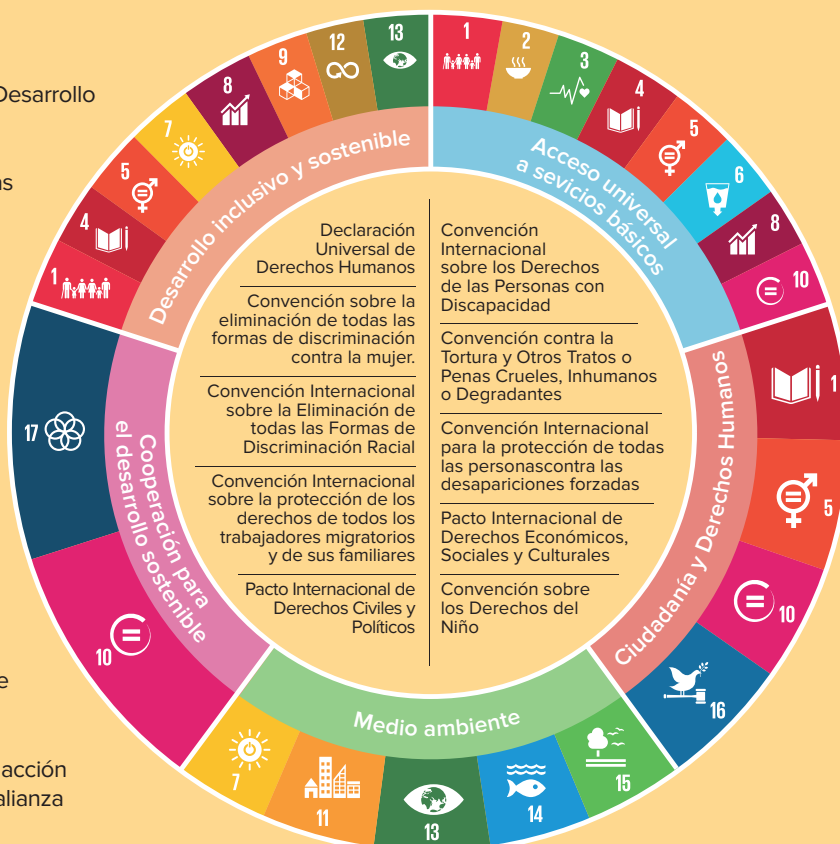 Desarrollo
as
e
acción
alianza
Desarrollo inclusivo y sostenible
1
4
5
7
8
9
12
13
Acceso universal
a sevicios básicos
1
2
3
4
5
6
8
10
Ciudadanía y Derechos Humanos
1
5
10
16
Medio ambiente
7
11
13
14
15
Cooperación para
el desarrollo sostenible
10
17
Declaración
Universal de
Derechos Humanos
Convención sobre la
eliminación de todas las
formas de discriminación
contra la mujer.
Convención Internacional
sobre la Eliminación de
todas las Formas de
Discriminación Racial
Convención Internacional
sobre la protección de los
derechos de todos los
trabajadores migratorios
y de sus familiares
Pacto Internacional de
Derechos Civiles y
Políticos
Convención
Internacional
sobre los Derechos
de las Personas con
Discapacidad
Convención contra la
Tortura y Otros Tratos o
Penas Crueles, Inhumanos
o Degradantes
Convención Internacional
para la protección de todas
las personascontra las
desapariciones forzadas
Pacto Internacional de
Derechos Económicos,
Sociales y Culturales
Convención sobre
los Derechos del
Niño